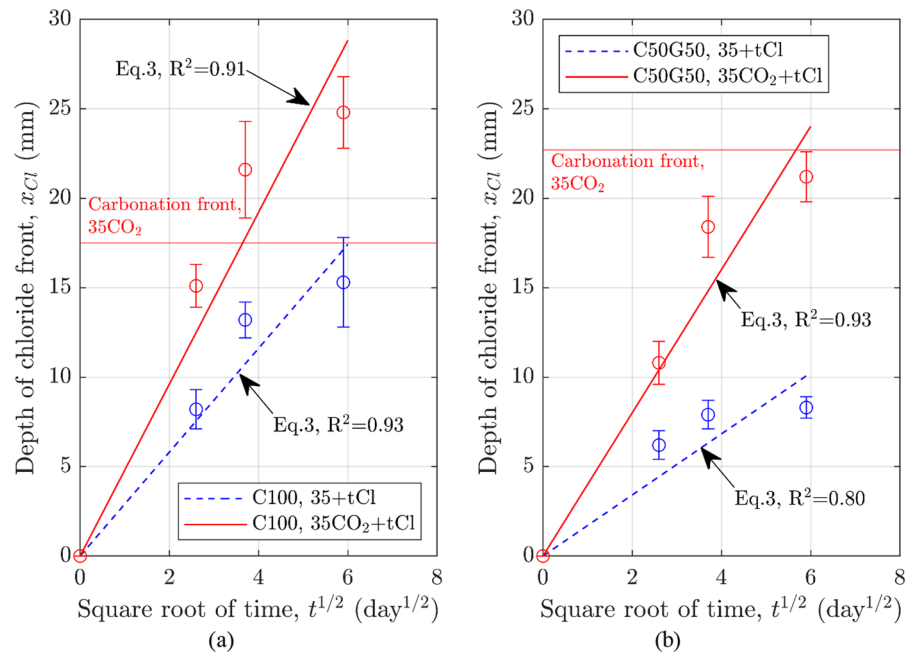 30
25
20
15
10
5
0
0
2
4
6
8
Depth of chloride front, x_Cl (mm)
Square root of time, t^1/2 (day^1/2)
Eq.3, R²=0.91
Carbonation front,
35CO₂
Eq.3, R²=0.93
C100, 35+tCl
C100, 35CO₂+tCl
(a)
30
25
20
15
10
5
0
0
2
4
6
8
Depth of chloride front, x_Cl (mm)
Square root of time, t^1/2 (day^1/2)
C50G50, 35+tCl
C50G50, 35CO₂+tCl
Carbonation front,
35CO₂
Eq.3, R²=0.93
Eq.3, R²=0.80
(b)